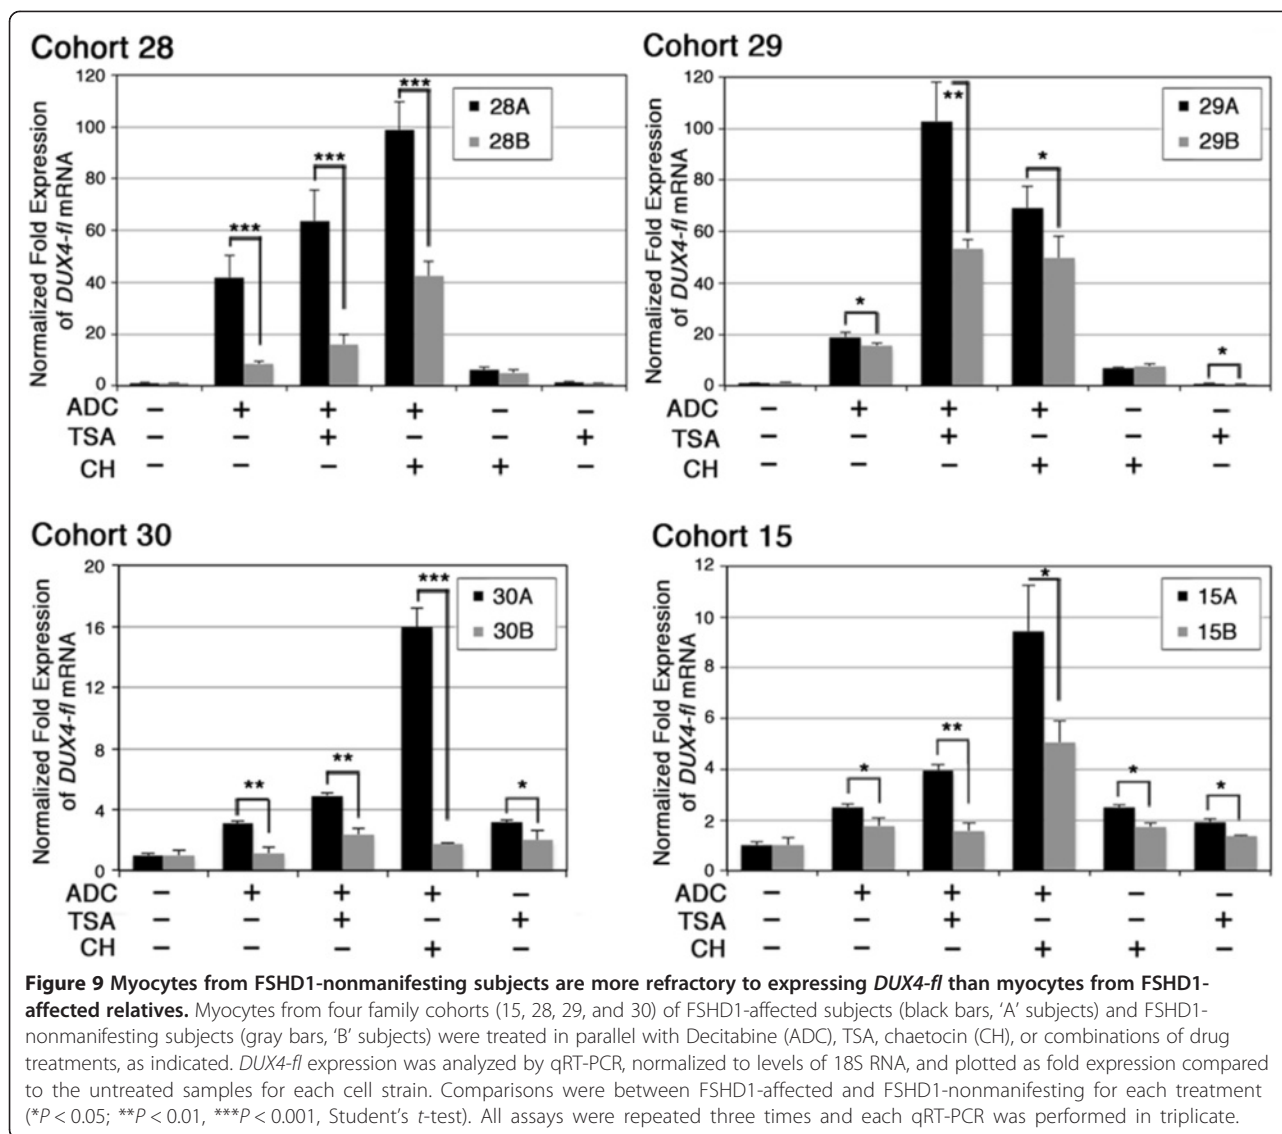 Cohort 28
Normalized Fold Expression
of DUX4-fl mRNA
120
100
80
60
40
20
0
***
***
***
28A
28B
ADC − + + + − −
TSA − − + − − +
CH − − − + + −
Cohort 29
Normalized Fold Expression
of DUX4-fl mRNA
120
100
80
60
40
20
0
*
**
*
*
29A
29B
ADC − + + + − −
TSA − − + − − +
CH − − − + + −
Cohort 30
Normalized Fold Expression
of DUX4-fl mRNA
20
16
12
8
4
0
**
**
***
*
30A
30B
ADC − + + + −
TSA − − + − +
CH − − − + −
Cohort 15
Normalized Fold Expression
of DUX4-fl mRNA
12
10
8
6
4
2
0
*
**
*
*
*
15A
15B
ADC − + + + − −
TSA − − + − − +
CH − − − + + −
Figure 9 Myocytes from FSHD1-nonmanifesting subjects are more refractory to expressing DUX4-fl than myocytes from FSHD1-
affected relatives. Myocytes from four family cohorts (15, 28, 29, and 30) of FSHD1-affected subjects (black bars, ‘A’ subjects) and FSHD1-
nonmanifesting subjects (gray bars, ‘B’ subjects) were treated in parallel with Decitabine (ADC), TSA, chaetocin (CH), or combinations of drug
treatments, as indicated. DUX4-fl expression was analyzed by qRT-PCR, normalized to levels of 18S RNA, and plotted as fold expression compared
to the untreated samples for each cell strain. Comparisons were between FSHD1-affected and FSHD1-nonmanifesting for each treatment
(*P < 0.05; **P < 0.01, ***P < 0.001, Student’s t-test). All assays were repeated three times and each qRT-PCR was performed in triplicate.